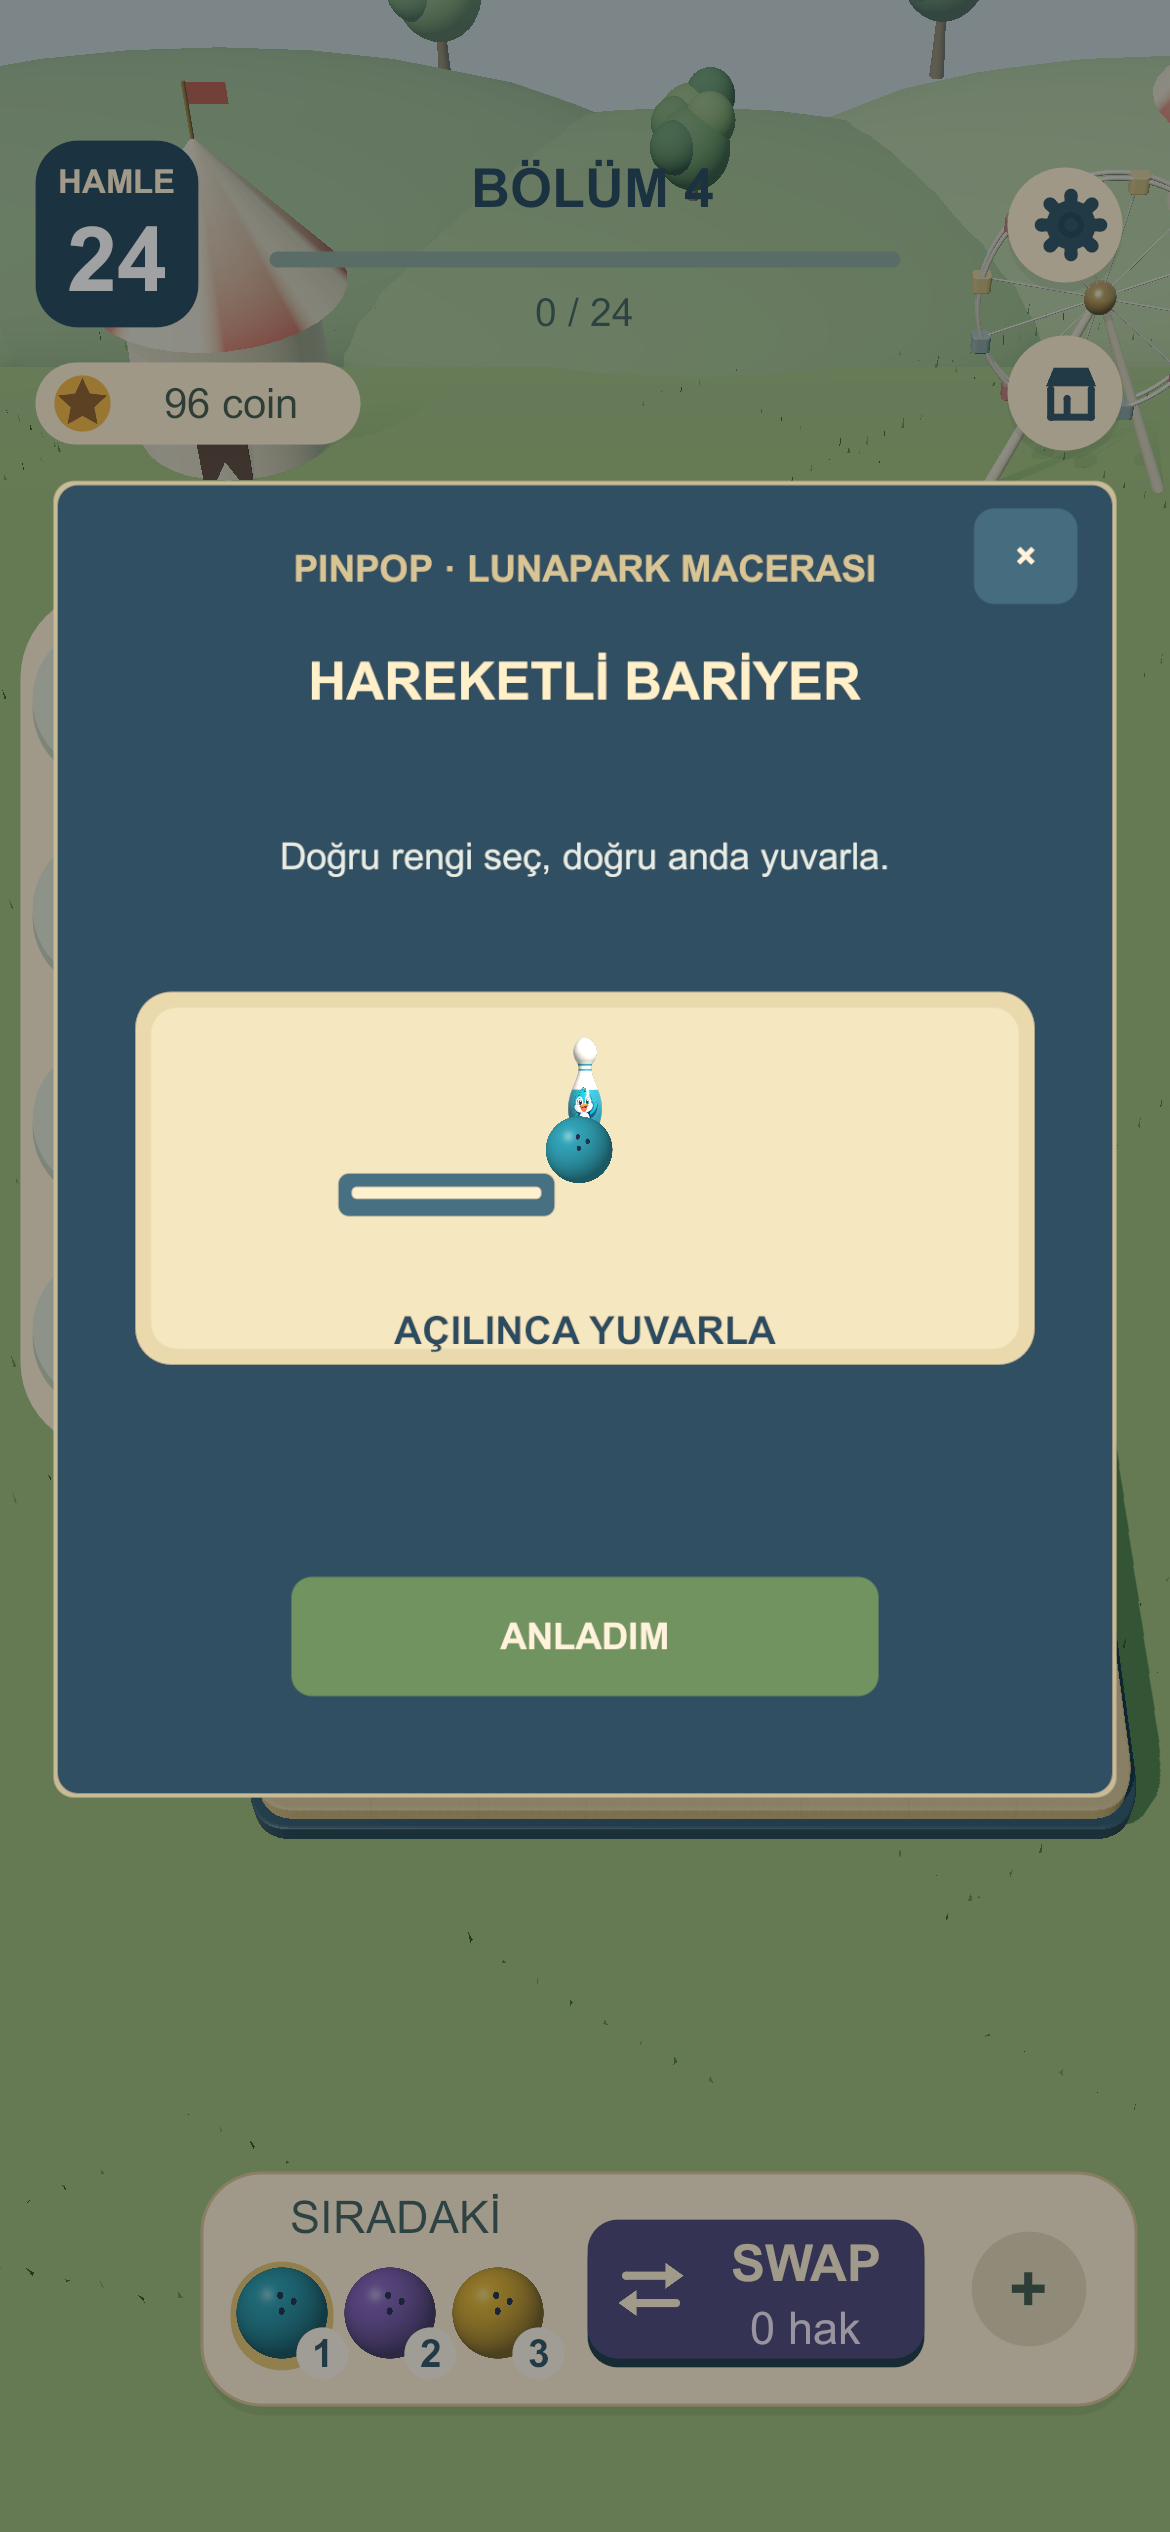 HAMLE
24
BÖLÜM 4
0 / 24
96 coin
PINPOP · LUNAPARK MACERASI
×
HAREKETLİ BARİYER
Doğru rengi seç, doğru anda yuvarla.
AÇILINCA YUVARLA
ANLADIM
SIRADAKİ
1
2
3
SWAP
0 hak
+